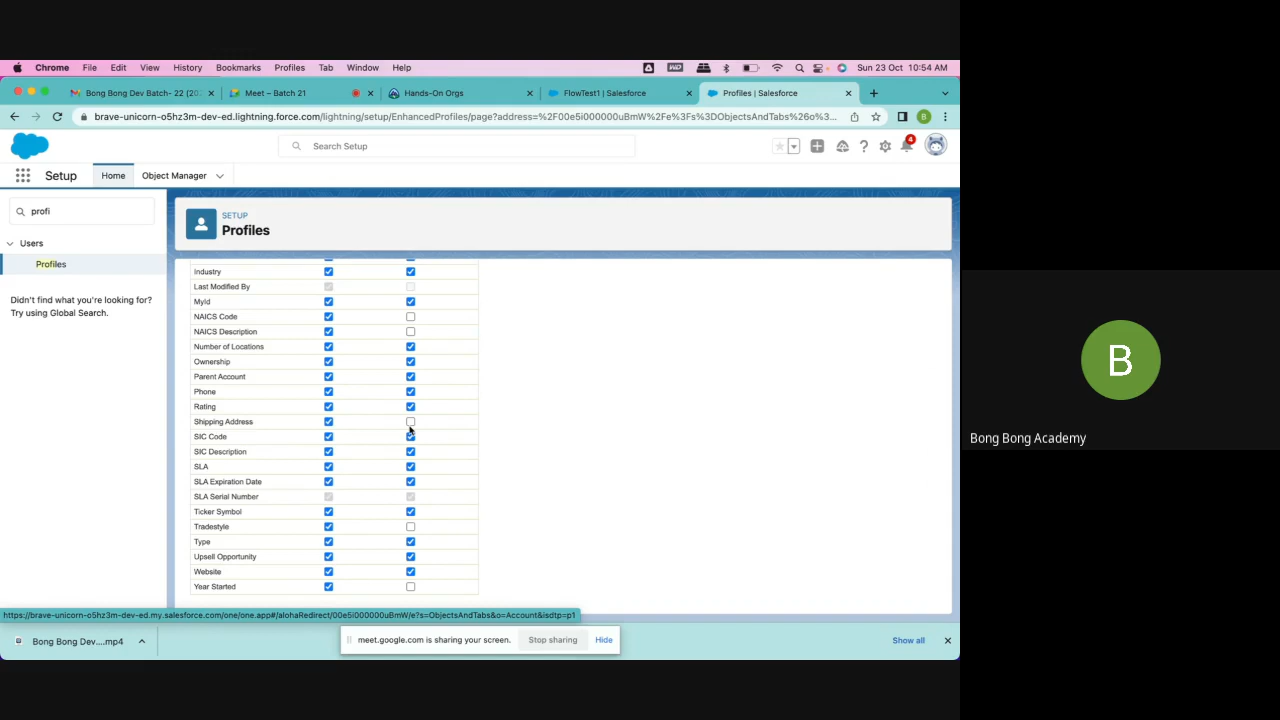 Chrome File Edit View History Bookmarks Profiles Tab Window Help Sun 23 Oct 10:54 AM
Bong Bong Dev Batch- 22 (202 Meet – Batch 21 Hands-On Orgs FlowTest1 | Salesforce Profiles | Salesforce
brave-unicorn-o5hz3m-dev-ed.lightning.force.com/lightning/setup/EnhancedProfiles/page?address=%2F00e5i000000uBmW%2Fe%3Fs%3DObjectsAndTabs%26o%3... B
Search Setup 4
Setup Home Object Manager
profi
Users
Profiles
Didn't find what you're looking for?
Try using Global Search.
SETUP
Profiles
Industry
Last Modified By
MyId
NAICS Code
NAICS Description
Number of Locations
Ownership
Parent Account
Phone
Rating
Shipping Address
SIC Code
SIC Description
SLA
SLA Expiration Date
SLA Serial Number
Ticker Symbol
Tradestyle
Type
Upsell Opportunity
Website
Year Started
https://brave-unicorn-o5hz3m-dev-ed.my.salesforce.com/one/one.app#/alohaRedirect/00e5i000000uBmW/e?s=ObjectsAndTabs&o=Account&isdtp=p1
Bong Bong Dev....mp4 meet.google.com is sharing your screen. Stop sharing Hide Show all
B
Bong Bong Academy